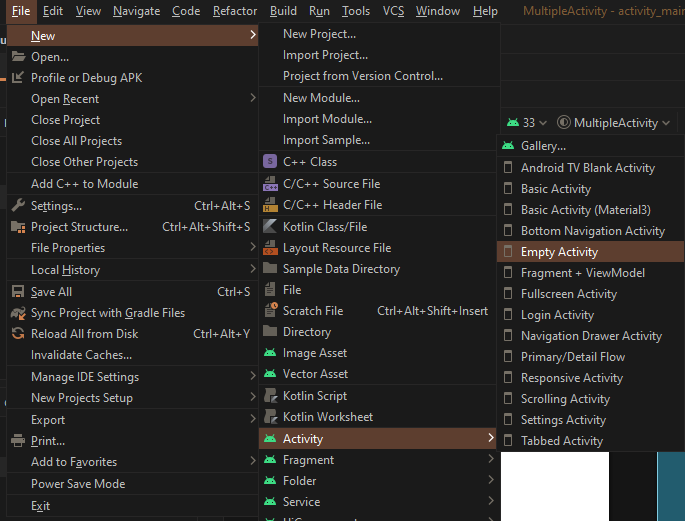 File Edit View Navigate Code Refactor Build Run Tools VCS Window Help MultipleActivity - activity_mai
New
Open...
Profile or Debug APK
Open Recent
Close Project
Close All Projects
Close Other Projects
Add C++ to Module
Settings... Ctrl+Alt+S
Project Structure... Ctrl+Alt+Shift+S
File Properties
Local History
Save All Ctrl+S
Sync Project with Gradle Files
Reload All from Disk Ctrl+Alt+Y
Invalidate Caches...
Manage IDE Settings
New Projects Setup
Export
Print...
Add to Favorites
Power Save Mode
Exit
New Project...
Import Project...
Project from Version Control...
New Module...
Import Module...
Import Sample...
S C++ Class
C++ C/C++ Source File
H C/C++ Header File
Kotlin Class/File
Layout Resource File
Sample Data Directory
File
Scratch File Ctrl+Alt+Shift+Insert
Directory
Image Asset
Vector Asset
Kotlin Script
Kotlin Worksheet
Activity
Fragment
Folder
Service
33 MultipleActivity
Gallery...
Android TV Blank Activity
Basic Activity
Basic Activity (Material3)
Bottom Navigation Activity
Empty Activity
Fragment + ViewModel
Fullscreen Activity
Login Activity
Navigation Drawer Activity
Primary/Detail Flow
Responsive Activity
Scrolling Activity
Settings Activity
Tabbed Activity